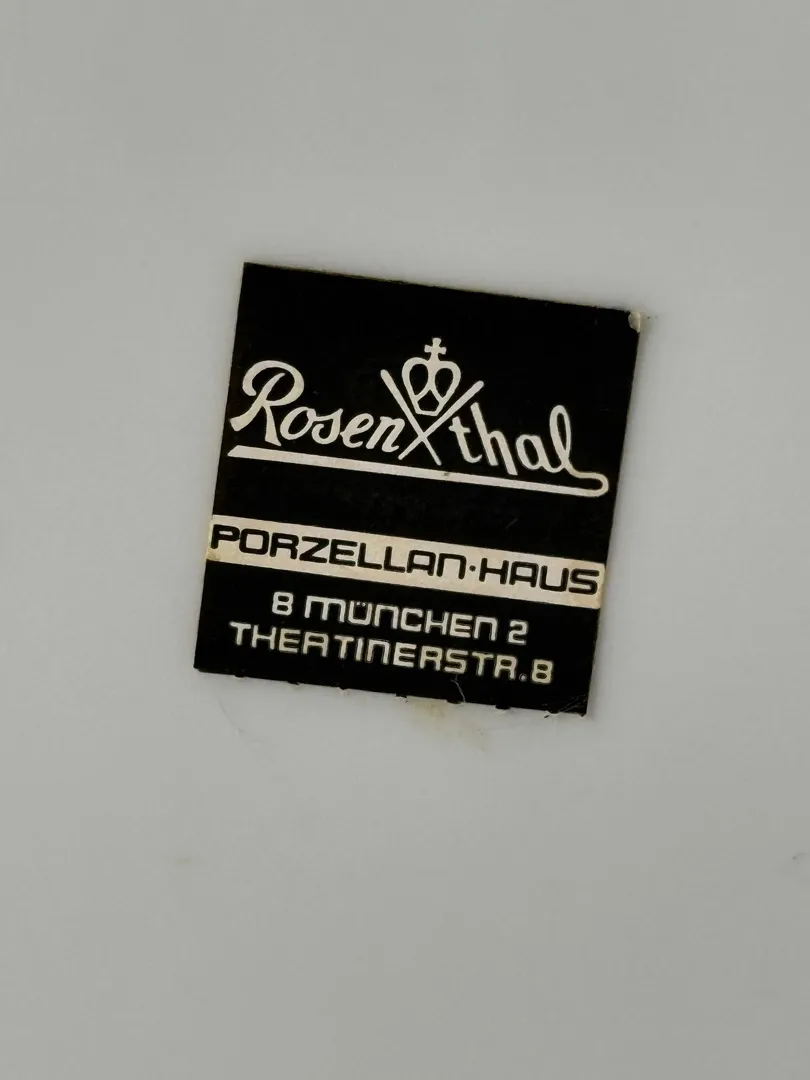 Rosenthal
PORZELLAN·HAUS
8 MÜNCHEN 2
THEATINERSTR.8